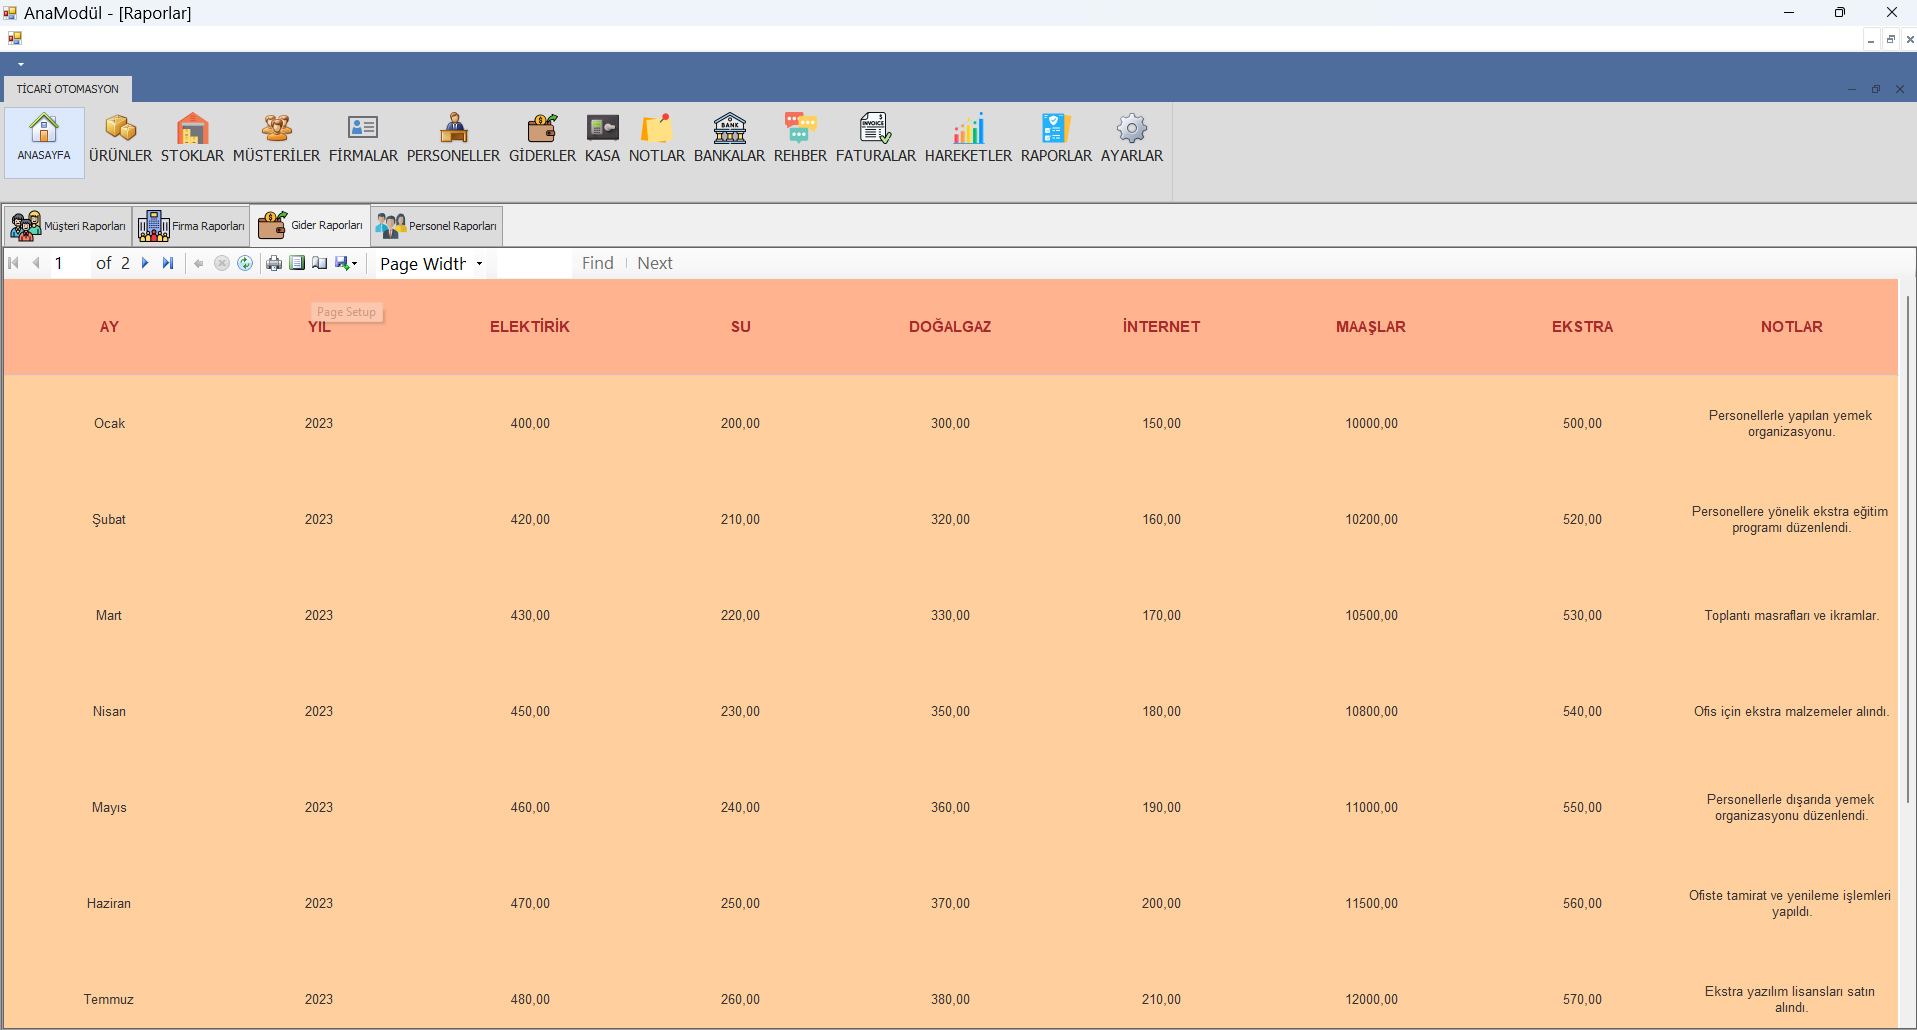 AnaModül - [Raporlar]
TİCARİ OTOMASYON
ANASAYFA
ÜRÜNLER
STOKLAR
MÜSTERİLER
FİRMALAR
PERSONELLER
GİDERLER
KASA
NOTLAR
BANK
BANKALAR
REHBER
INVOICE
FATURALAR
HAREKETLER
RAPORLAR
AYARLAR
Müşteri Raporları
Firma Raporları
Gider Raporları
Personel Raporları
1 of 2 Page Width Find Next
Page Setup
AY YIL ELEKTİRİK SU DOĞALGAZ İNTERNET MAAŞLAR EKSTRA NOTLAR
Ocak 2023 400,00 200,00 300,00 150,00 10000,00 500,00 Personellerle yapılan yemek
organizasyonu.
Şubat 2023 420,00 210,00 320,00 160,00 10200,00 520,00 Personellere yönelik ekstra eğitim
programı düzenlendi.
Mart 2023 430,00 220,00 330,00 170,00 10500,00 530,00 Toplantı masrafları ve ikramlar.
Nisan 2023 450,00 230,00 350,00 180,00 10800,00 540,00 Ofis için ekstra malzemeler alındı.
Mayıs 2023 460,00 240,00 360,00 190,00 11000,00 550,00 Personellerle dışarıda yemek
organizasyonu düzenlendi.
Haziran 2023 470,00 250,00 370,00 200,00 11500,00 560,00 Ofiste tamirat ve yenileme işlemleri
yapıldı.
Temmuz 2023 480,00 260,00 380,00 210,00 12000,00 570,00 Ekstra yazılım lisansları satın
alındı.